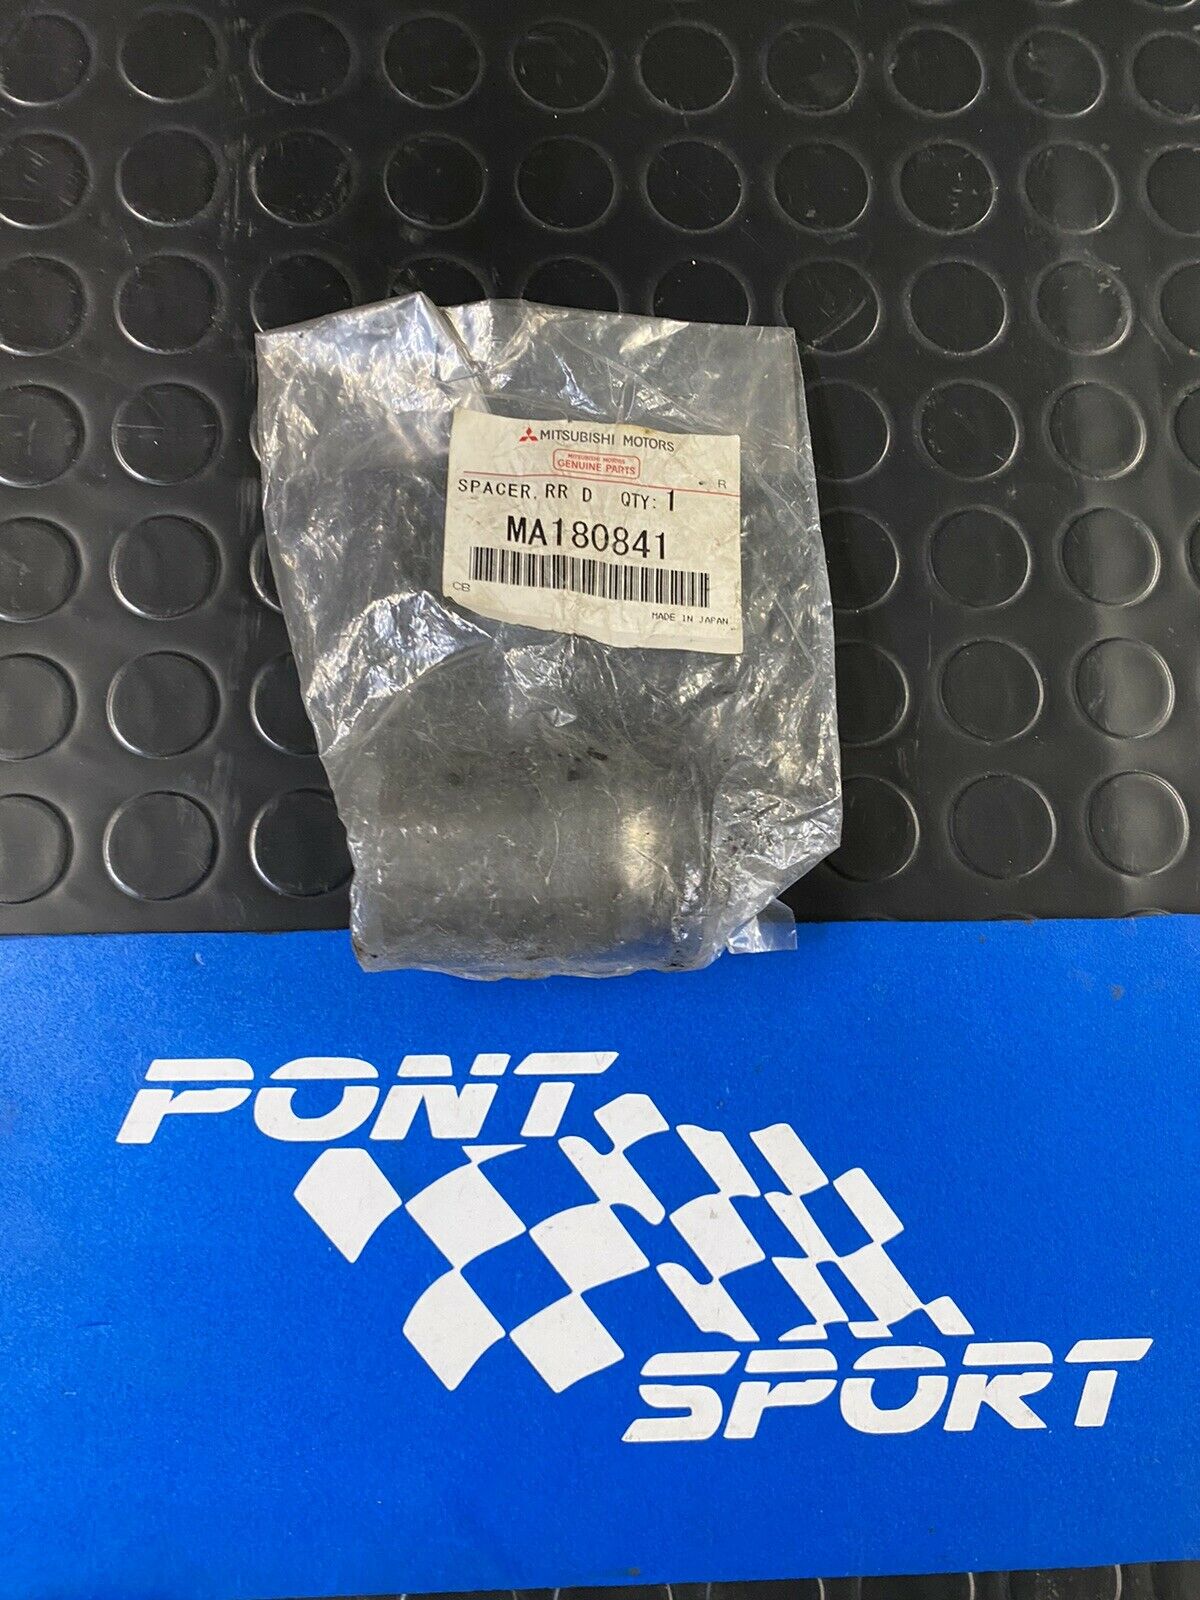 MITSUBISHI MOTORS
MITSUBISHI MOTORS
GENUINE PARTS
R
SPACER, RR D QTY: 1
MA180841
CB
MADE IN JAPAN
PONT
SPORT